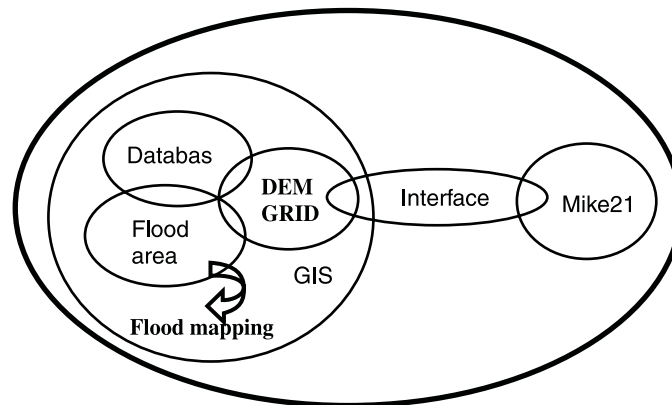 Databas
DEM
GRID
Interface
Mike21
Flood
area
GIS
Flood mapping